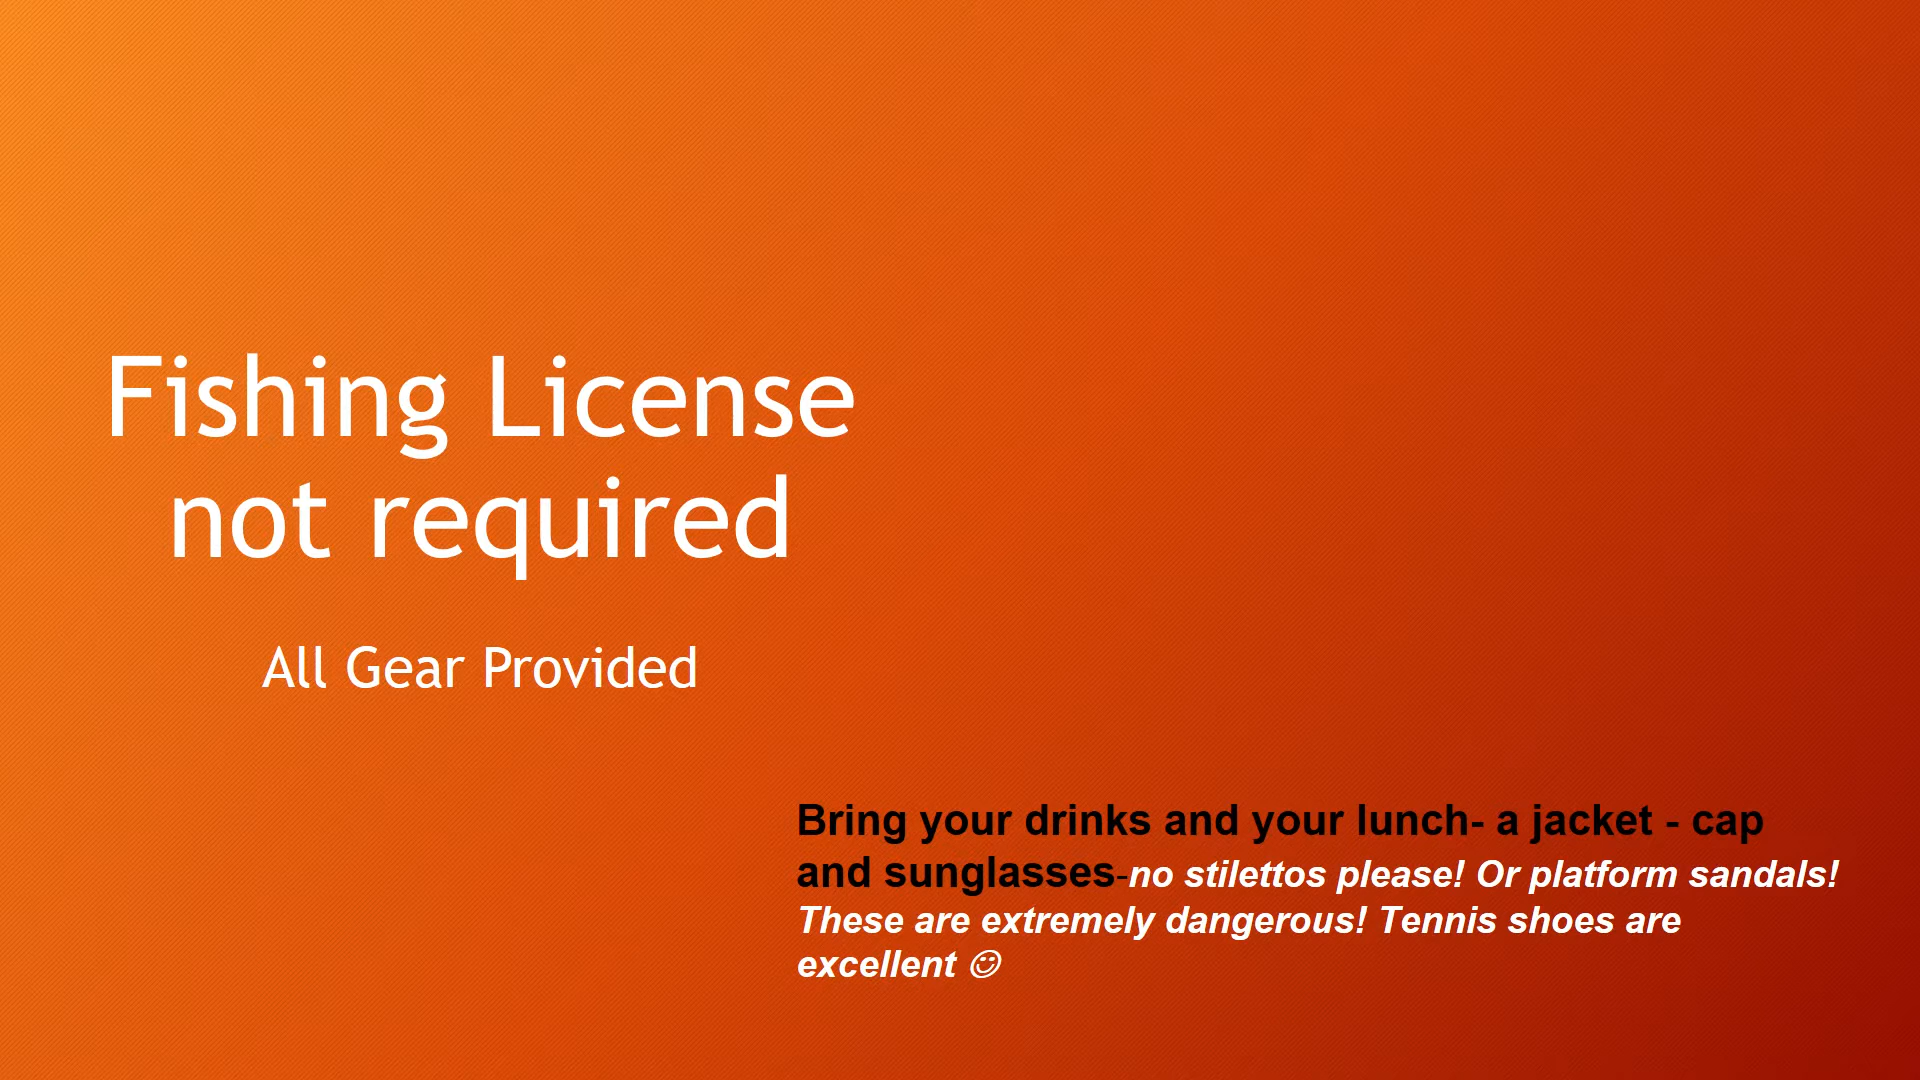 Fishing License
not required
All Gear Provided
Bring your drinks and your lunch- a jacket - cap
and sunglasses-no stilettos please! Or platform sandals!
These are extremely dangerous! Tennis shoes are
excellent ☺